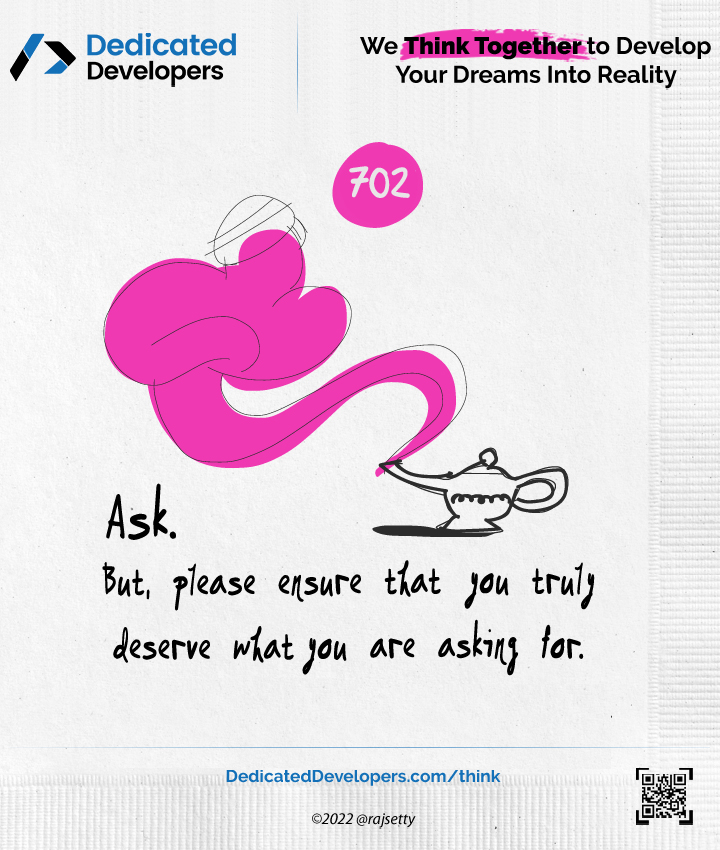 Dedicated
Developers
We Think Together to Develop
Your Dreams Into Reality
702
Ask.
But, please ensure that you truly
deserve what you are asking for.
DedicatedDevelopers.com/think
©2022 @rajsetty